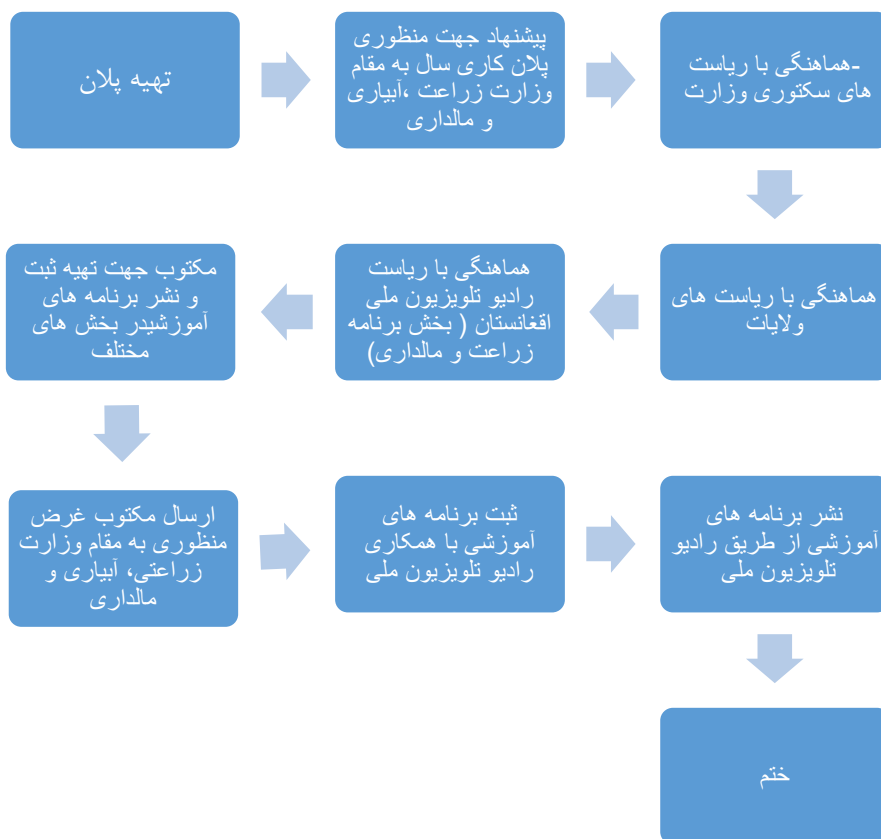 تهیه پلان
پیشنهاد جهت منظوری
پلان کاری سال به مقام
وزارت زراعت ،آبیاری
و مالداری
-هماهنگی با ریاست
های سکتوری وزارت
هماهنگی با ریاست های
ولایات
هماهنگی با ریاست
رادیو تلویزیون ملی
افغانستان ( بخش برنامه
زراعت و مالداری)
مکتوب جهت تهیه ثبت
و نشر برنامه های
آموزشیدر بخش های
مختلف
ارسال مکتوب غرض
منظوری به مقام وزارت
زراعتی، آبیاری و
مالداری
ثبت برنامه های
آموزشی با همکاری
رادیو تلویزیون ملی
نشر برنامه های
آموزشی از طریق رادیو
تلویزیون ملی
ختم